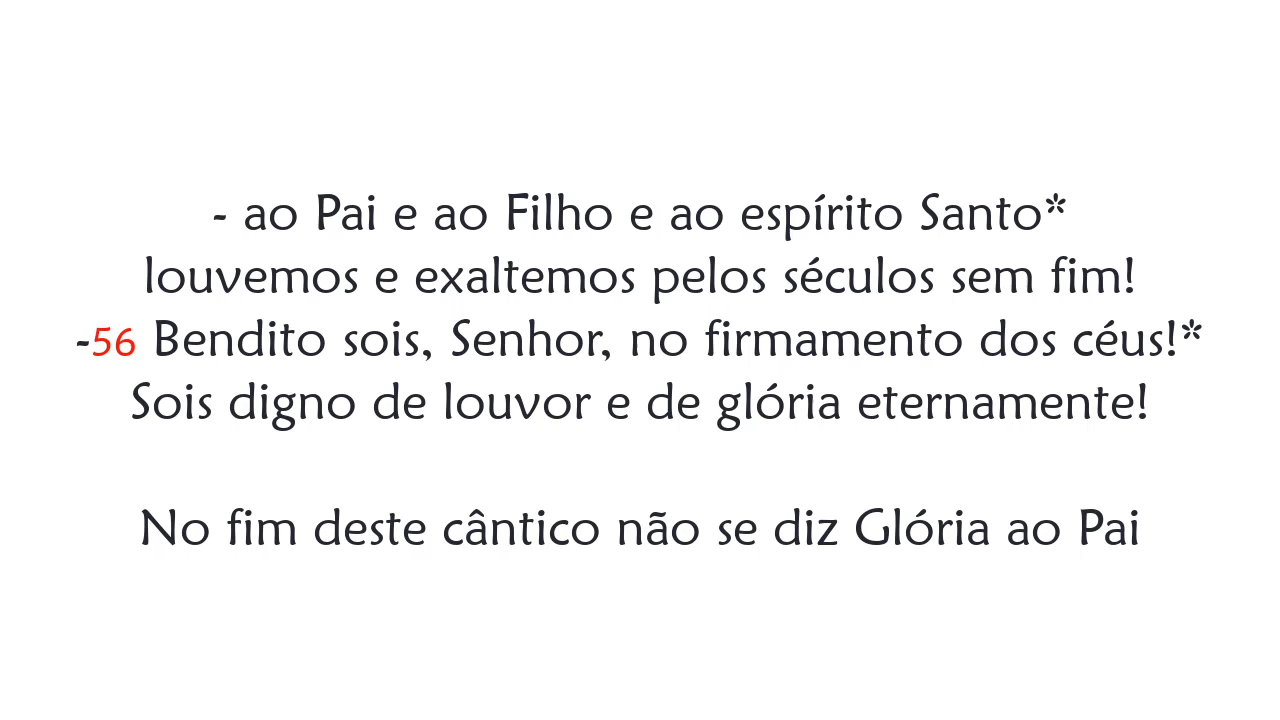 - ao Pai e ao Filho e ao espírito Santo*
louvemos e exaltemos pelos séculos sem fim!
-56 Bendito sois, Senhor, no firmamento dos céus!*
Sois digno de louvor e de glória eternamente!
No fim deste cântico não se diz Glória ao Pai